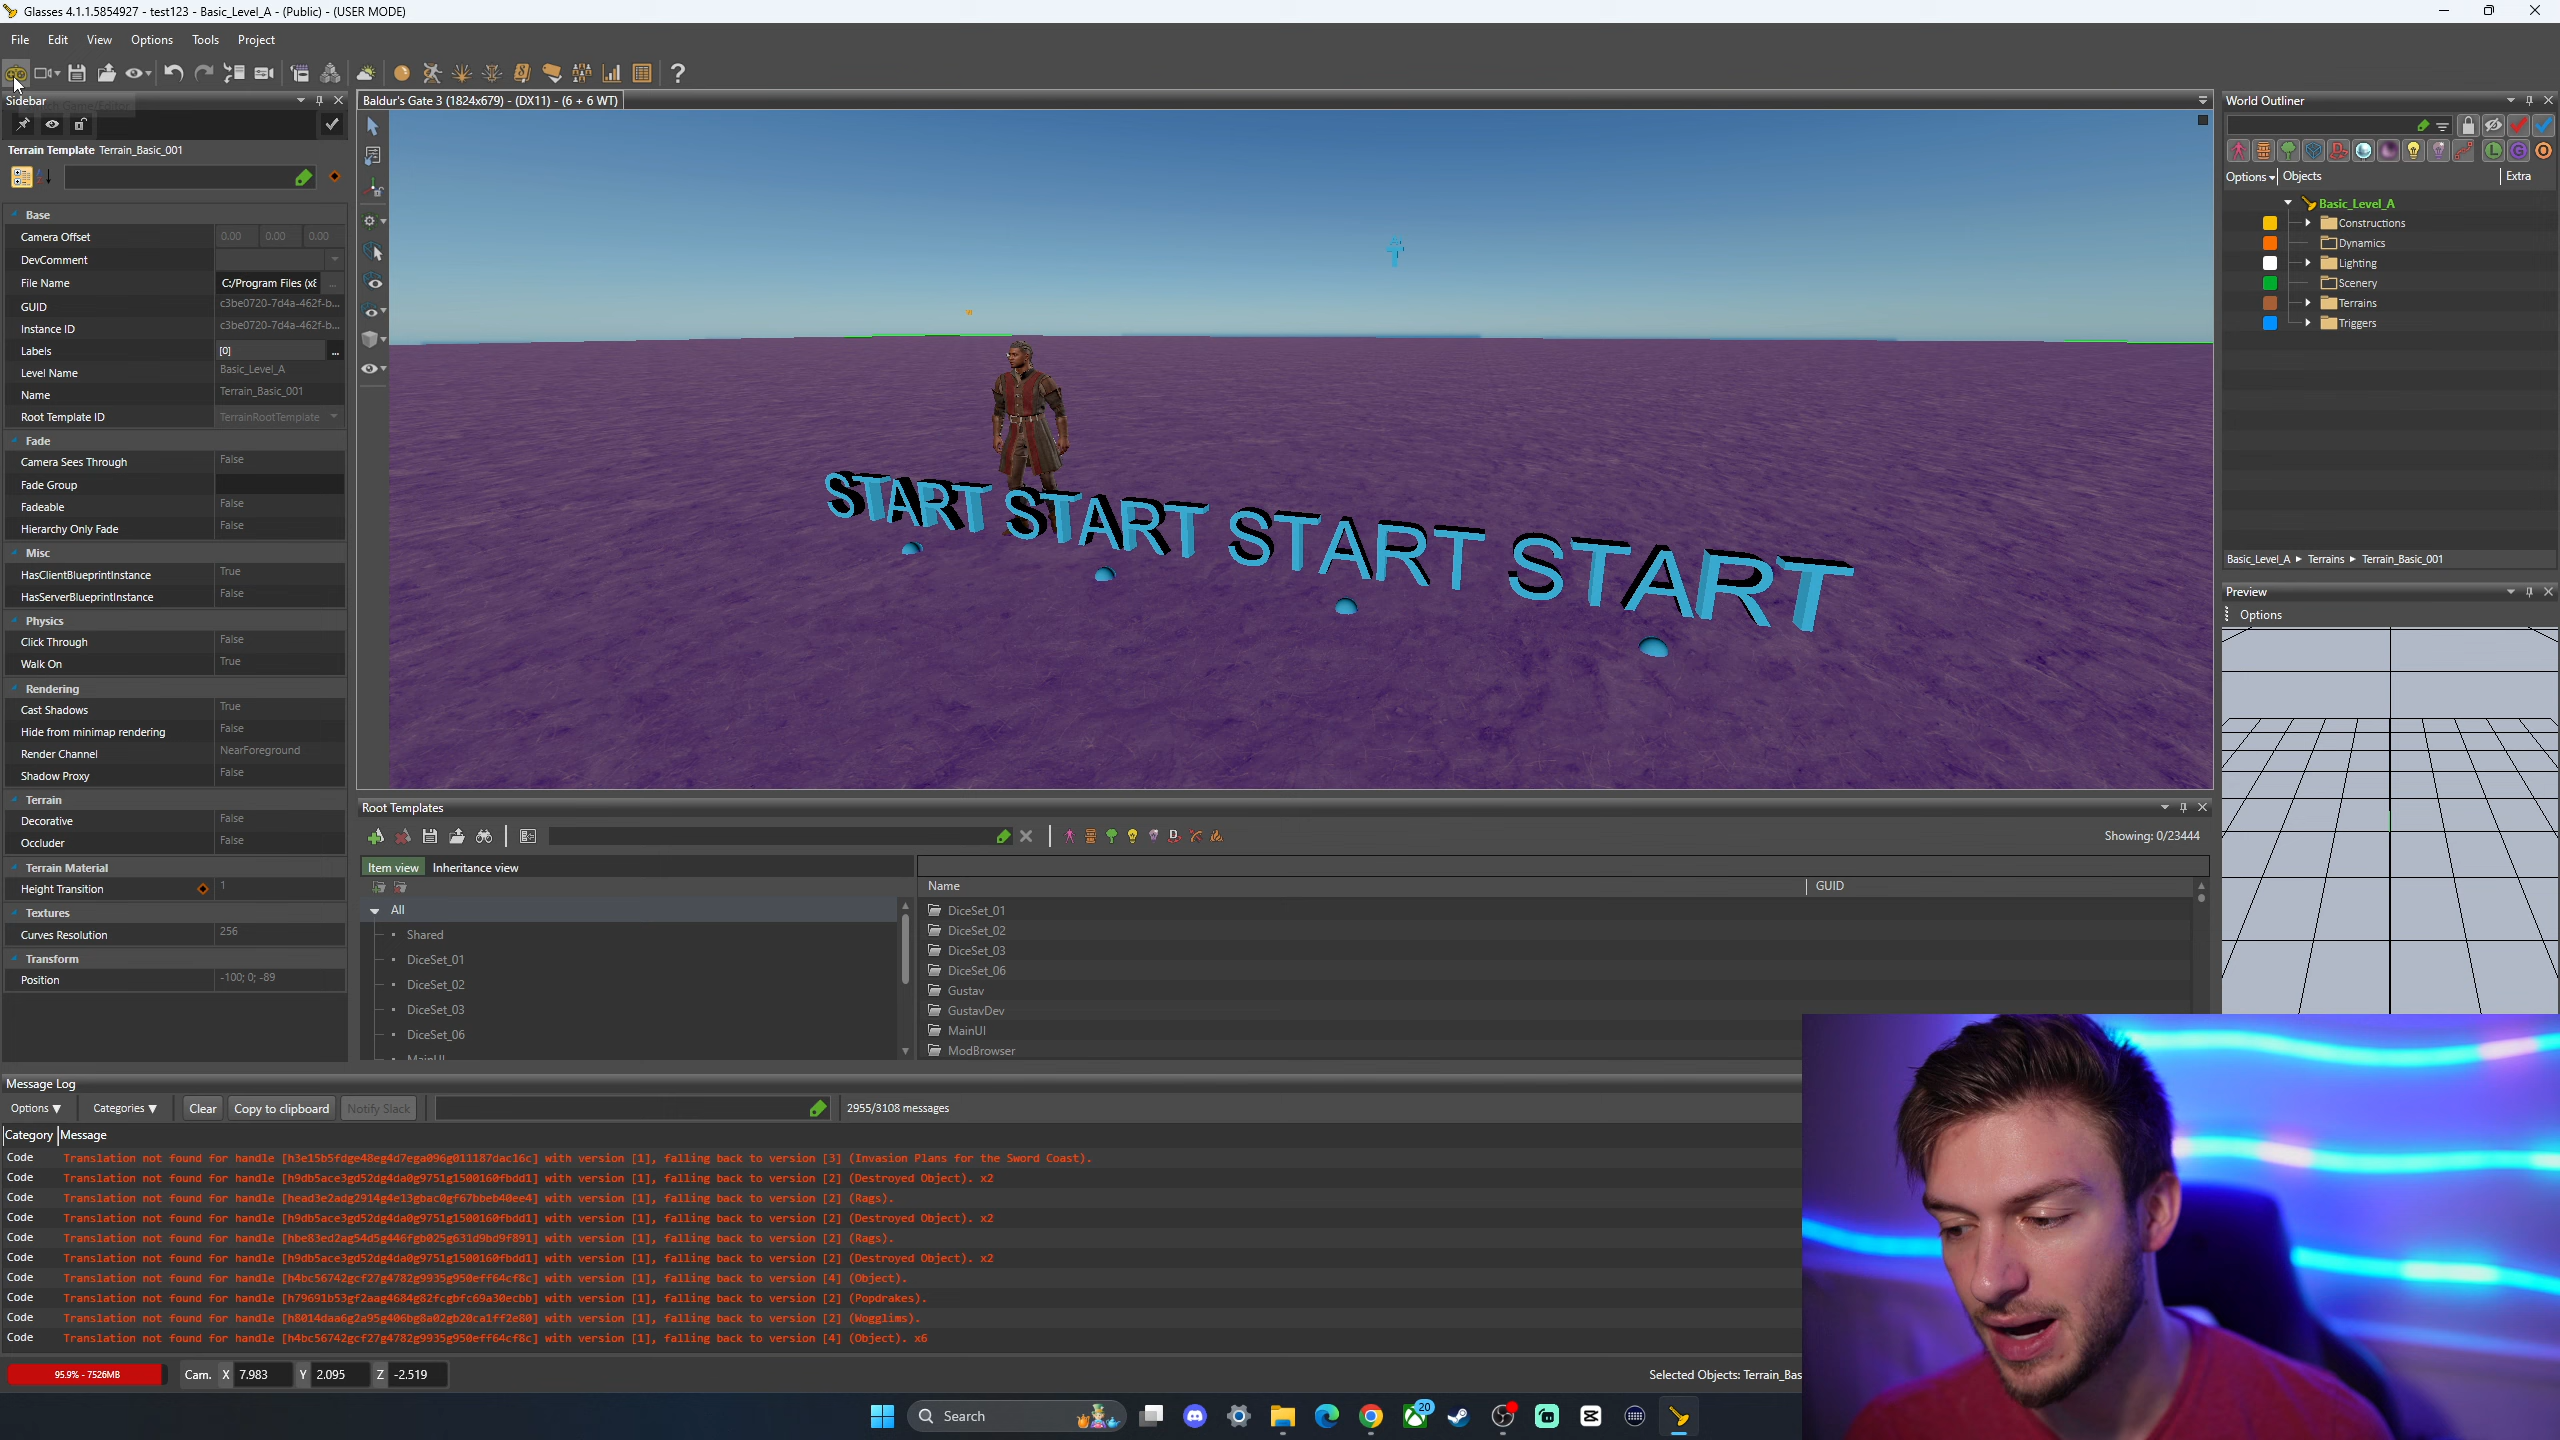 Glasses 4.1.1.5854927 - test123 - Basic_Level_A - (Public) - (USER MODE)
File Edit View Options Tools Project
Sidebar
Terrain Template Terrain_Basic_001
Base
Camera Offset 0.00 0.00 0.00
DevComment
File Name C:/Program Files (x8
GUID c3be0720-7d4a-462f-b...
Instance ID c3be0720-7d4a-462f-b...
Labels [0] ...
Level Name Basic_Level_A
Name Terrain_Basic_001
Root Template ID TerrainRootTemplate
Fade
Camera Sees Through False
Fade Group
Fadeable False
Hierarchy Only Fade False
Misc
HasClientBlueprintInstance True
HasServerBlueprintInstance False
Physics
Click Through False
Walk On True
Rendering
Cast Shadows True
Hide from minimap rendering False
Render Channel NearForeground
Shadow Proxy False
Terrain
Decorative False
Occluder False
Terrain Material
Height Transition 1
Textures
Curves Resolution 256
Transform
Position -100; 0; -89
Baldur's Gate 3 (1824x679) - (DX11) - (6 + 6 WT)
START START START START
Root Templates
Showing: 0/23444
Item view Inheritance view
All
Shared
DiceSet_01
DiceSet_02
DiceSet_03
DiceSet_06
MainUI
Name GUID
DiceSet_01
DiceSet_02
DiceSet_03
DiceSet_06
Gustav
GustavDev
MainUI
ModBrowser
World Outliner
Options Objects Extra
Basic_Level_A
Constructions
Dynamics
Lighting
Scenery
Terrains
Triggers
Basic_Level_A Terrains Terrain_Basic_001
Preview
Options
Message Log
Options Categories Clear Copy to clipboard Notify Slack 2955/3108 messages
Category Message
Code Translation not found for handle [h3e15b5fdge48eg4d7ega096g011187dac16c] with version [1], falling back to version [3] (Invasion Plans for the Sword Coast).
Code Translation not found for handle [h9db5ace3gd52dg4da0g9751g1500160fbdd1] with version [1], falling back to version [2] (Destroyed Object). x2
Code Translation not found for handle [head3e2adg2914g4e13gbac0gf67bbeb40ee4] with version [1], falling back to version [2] (Rags).
Code Translation not found for handle [h9db5ace3gd52dg4da0g9751g1500160fbdd1] with version [1], falling back to version [2] (Destroyed Object). x2
Code Translation not found for handle [hbe83ed2ag54d5g446fgb025g631d9bd9f891] with version [1], falling back to version [2] (Rags).
Code Translation not found for handle [h9db5ace3gd52dg4da0g9751g1500160fbdd1] with version [1], falling back to version [2] (Destroyed Object). x2
Code Translation not found for handle [h4bc56742gcf27g4782g9935g950eff64cf8c] with version [1], falling back to version [4] (Object).
Code Translation not found for handle [h79691b53gf2aag4684g82fcgbfc69a30ecbb] with version [1], falling back to version [2] (Popdrakes).
Code Translation not found for handle [h8014daa6g2a95g406bg8a02gb20ca1ff2e80] with version [1], falling back to version [2] (Wogglims).
Code Translation not found for handle [h4bc56742gcf27g4782g9935g950eff64cf8c] with version [1], falling back to version [4] (Object). x6
95.9% - 7526MB Cam. X 7.983 Y 2.095 Z -2.519 Selected Objects: Terrain_Bas
Search 20